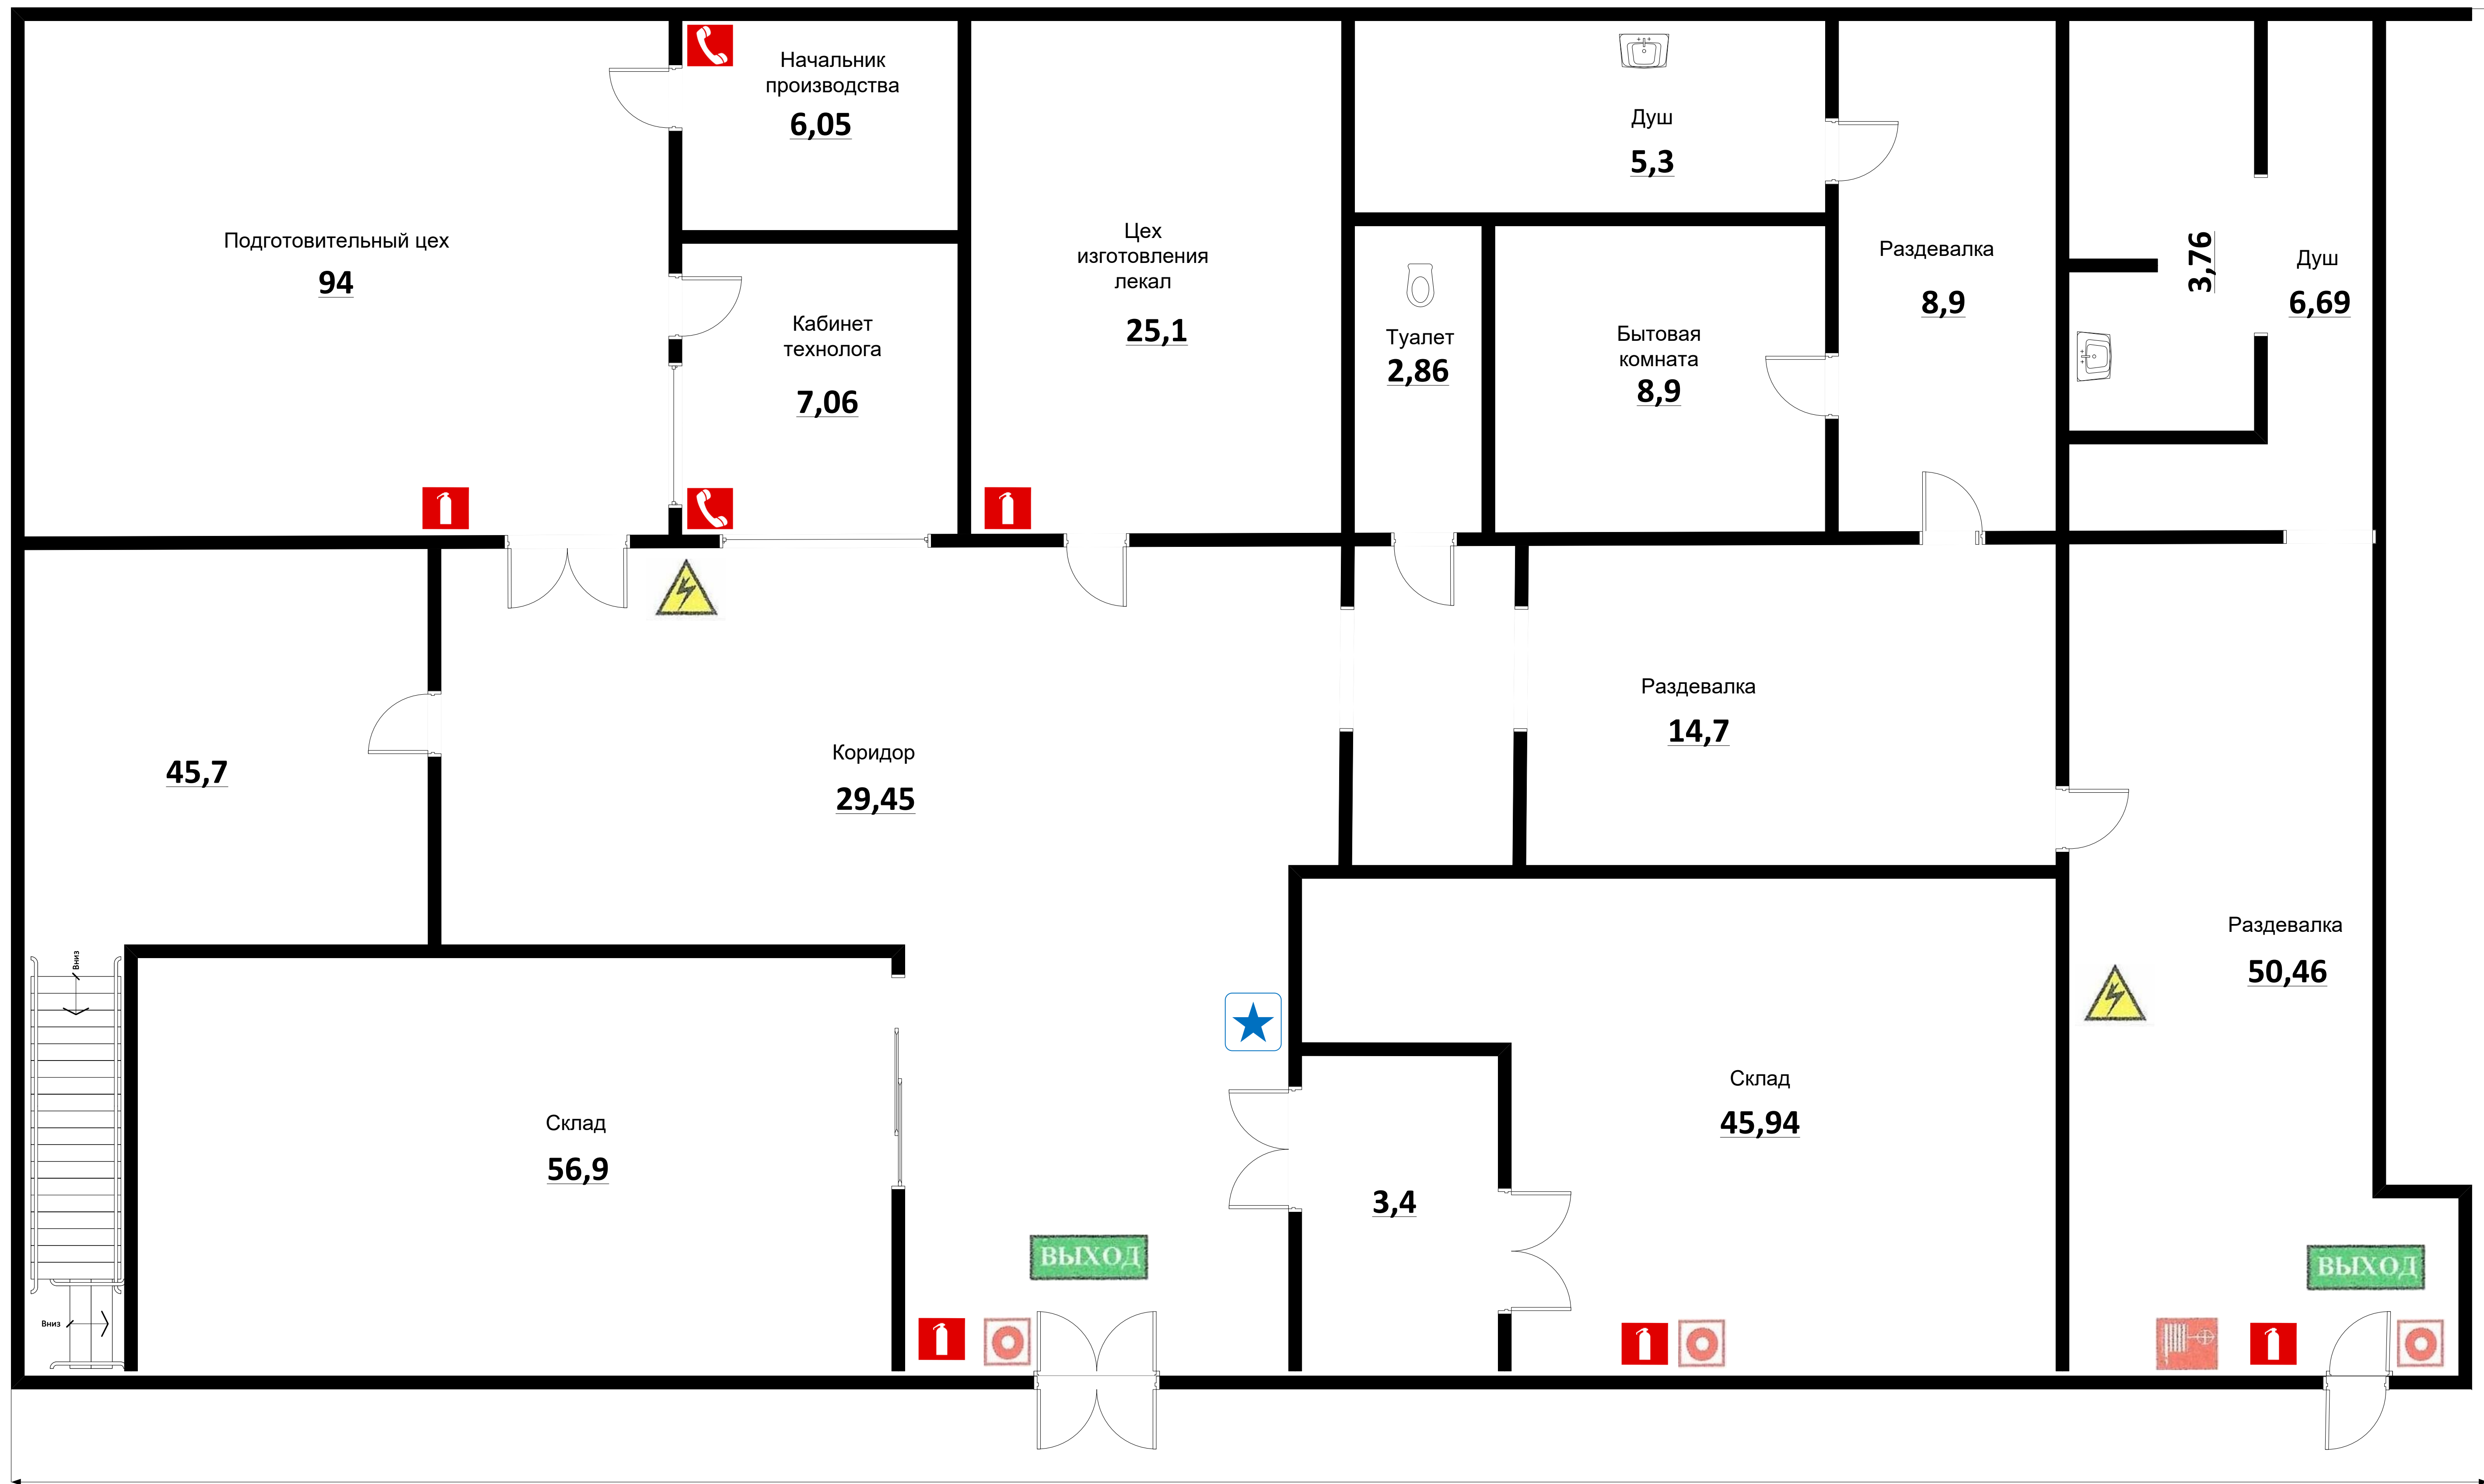 Начальник
производства
6,05
Душ
5,3
Подготовительный цех
94
Цех
изготовления
лекал
25,1
Раздевалка
8,9
3,76
Душ
6,69
Кабинет
технолога
7,06
Туалет
2,86
Бытовая
комната
8,9
Раздевалка
14,7
Коридор
29,45
45,7
Вниз
Раздевалка
50,46
Склад
56,9
Склад
45,94
3,4
ВЫХОД
ВЫХОД
Вниз